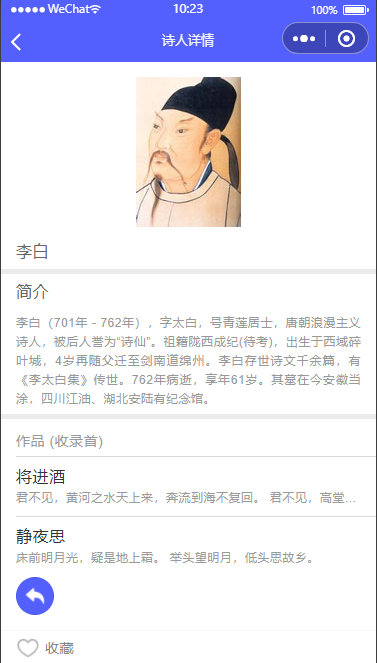 WeChat 10:23 100%
诗人详情
李白
简介
李白（701年－762年），字太白，号青莲居士，唐朝浪漫主义
诗人，被后人誉为“诗仙”。祖籍陇西成纪(待考)，出生于西域碎
叶城，4岁再随父迁至剑南道绵州。李白存世诗文千余篇，有
《李太白集》传世。762年病逝，享年61岁。其墓在今安徽当
涂，四川江油、湖北安陆有纪念馆。
作品 (收录首)
将进酒
君不见，黄河之水天上来，奔流到海不复回。 君不见，高堂…
静夜思
床前明月光，疑是地上霜。 举头望明月，低头思故乡。
收藏